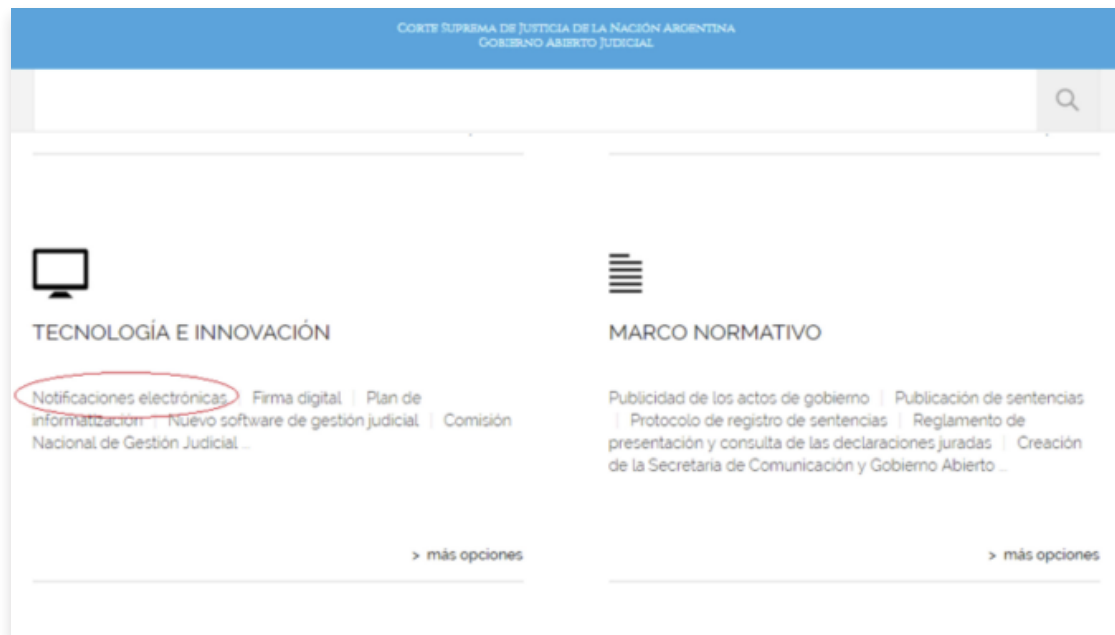 CORTE SUPREMA DE JUSTICIA DE LA NACIÓN ARGENTINA
GOBIERNO ABIERTO JUDICIAL
TECNOLOGÍA E INNOVACIÓN
Notificaciones electrónicas | Firma digital | Plan de
informatización | Nuevo software de gestión judicial | Comisión
Nacional de Gestión Judicial ...
> más opciones
MARCO NORMATIVO
Publicidad de los actos de gobierno | Publicación de sentencias
| Protocolo de registro de sentencias | Reglamento de
presentación y consulta de las declaraciones juradas | Creación
de la Secretaria de Comunicación y Gobierno Abierto ...
> más opciones